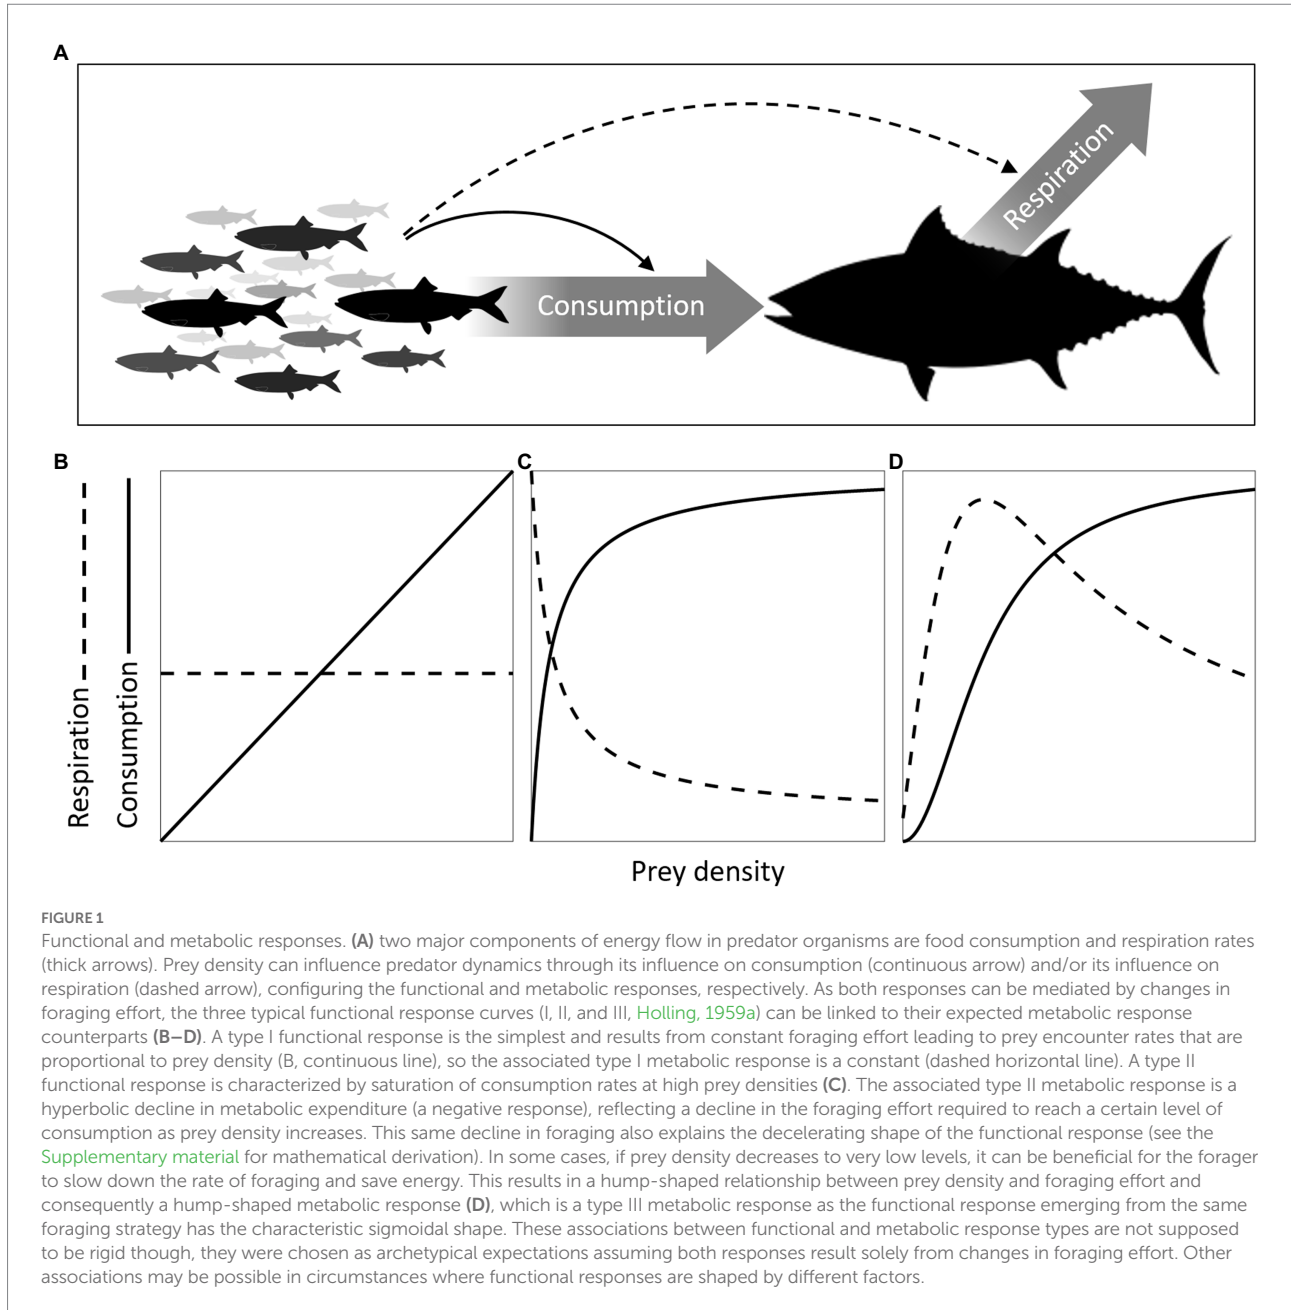 A
Respiration
Consumption
B
C
D
Respiration
Consumption
Prey density
FIGURE 1
Functional and metabolic responses. (A) two major components of energy flow in predator organisms are food consumption and respiration rates
(thick arrows). Prey density can influence predator dynamics through its influence on consumption (continuous arrow) and/or its influence on
respiration (dashed arrow), configuring the functional and metabolic responses, respectively. As both responses can be mediated by changes in
foraging effort, the three typical functional response curves (I, II, and III, Holling, 1959a) can be linked to their expected metabolic response
counterparts (B–D). A type I functional response is the simplest and results from constant foraging effort leading to prey encounter rates that are
proportional to prey density (B, continuous line), so the associated type I metabolic response is a constant (dashed horizontal line). A type II
functional response is characterized by saturation of consumption rates at high prey densities (C). The associated type II metabolic response is a
hyperbolic decline in metabolic expenditure (a negative response), reflecting a decline in the foraging effort required to reach a certain level of
consumption as prey density increases. This same decline in foraging also explains the decelerating shape of the functional response (see the
Supplementary material for mathematical derivation). In some cases, if prey density decreases to very low levels, it can be beneficial for the forager
to slow down the rate of foraging and save energy. This results in a hump-shaped relationship between prey density and foraging effort and
consequently a hump-shaped metabolic response (D), which is a type III metabolic response as the functional response emerging from the same
foraging strategy has the characteristic sigmoidal shape. These associations between functional and metabolic response types are not supposed
to be rigid though, they were chosen as archetypical expectations assuming both responses result solely from changes in foraging effort. Other
associations may be possible in circumstances where functional responses are shaped by different factors.